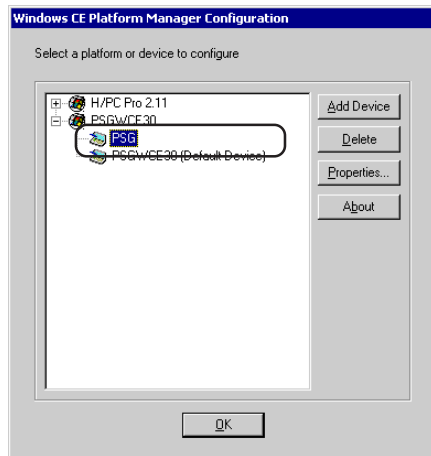 Windows CE Platform Manager Configuration
Select a platform or device to configure
H/PC Pro 2.11
PSGWCE30
PSG
PSGWCE30 (Default Device)
Add Device
Delete
Properties...
About
OK